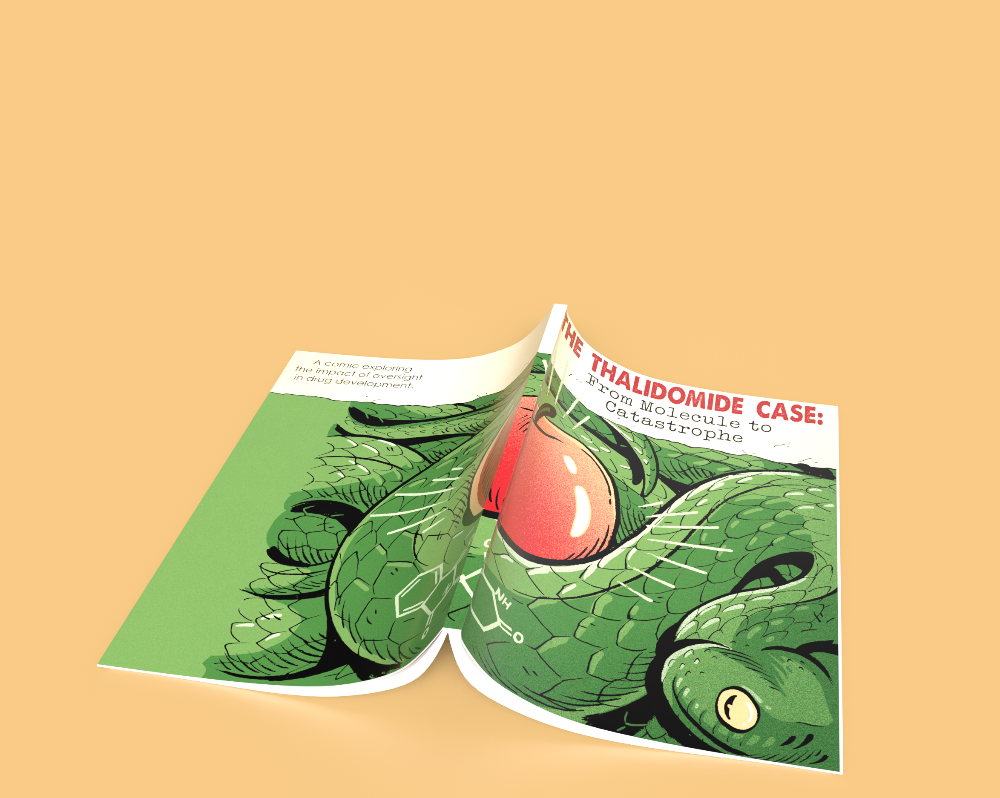 A comic exploring
the impact of oversight
in drug development.
THE THALIDOMIDE CASE:
From Molecule to
Catastrophe
O
NH
O